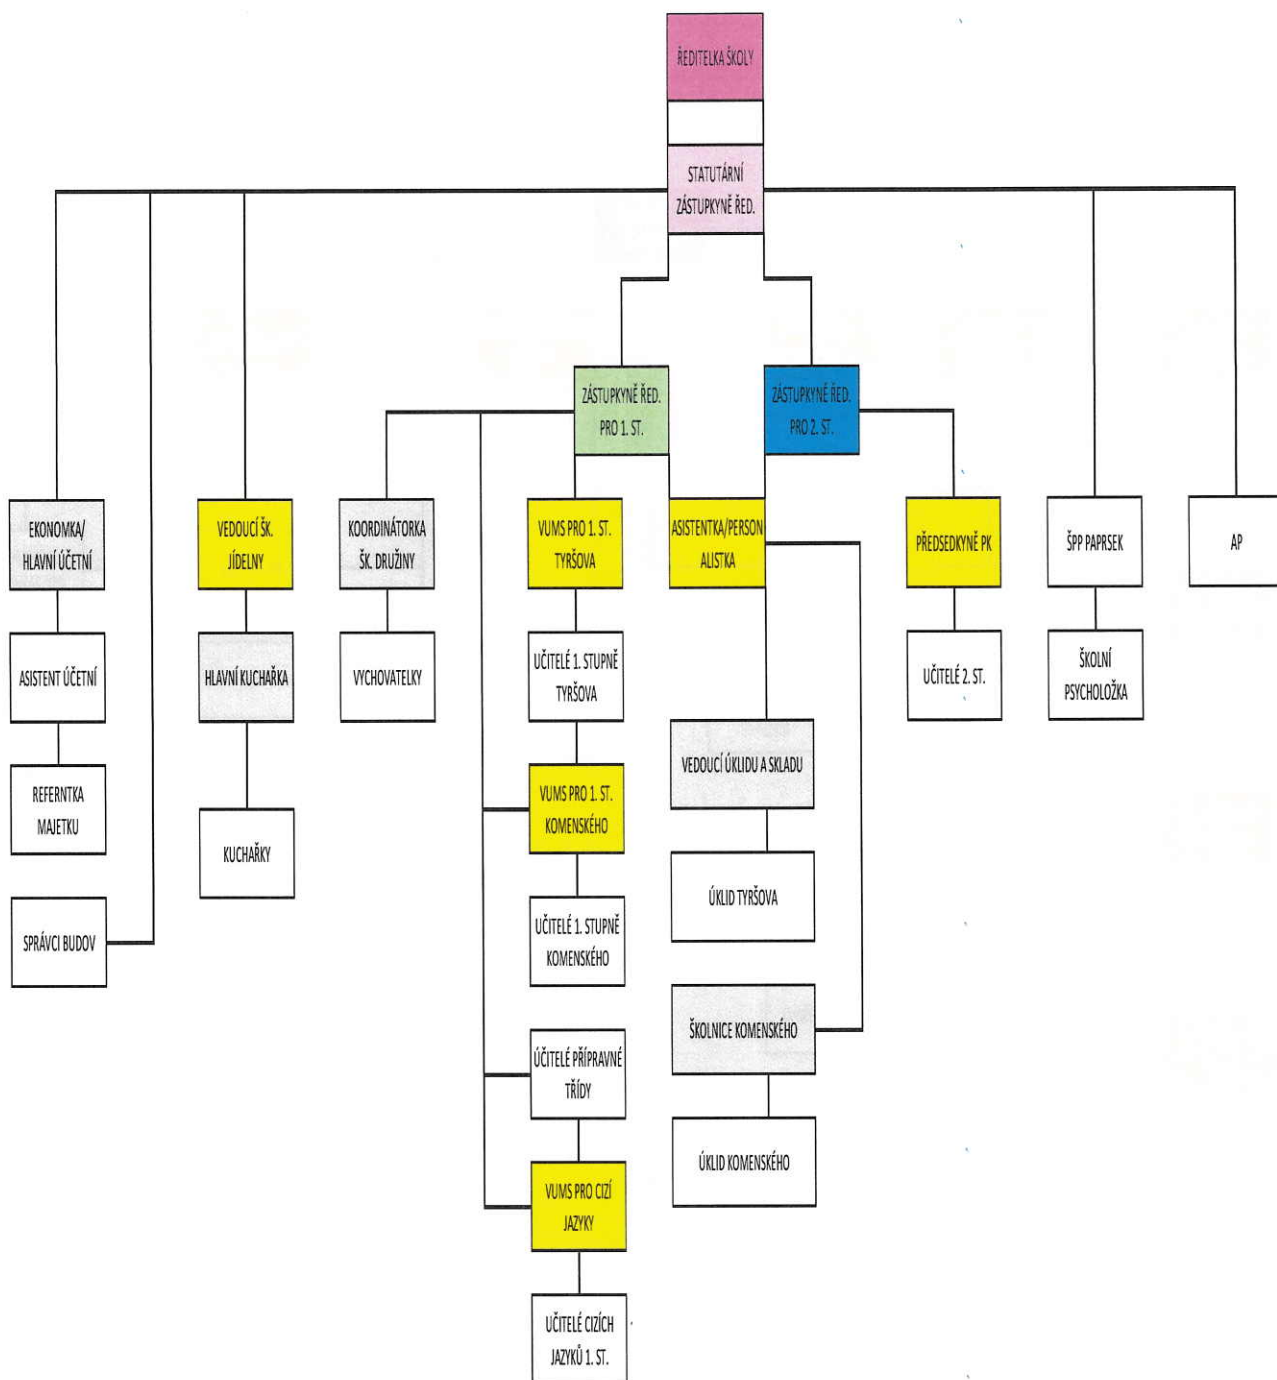 ŘEDITELKA ŠKOLY
STATUTÁRNÍ
ZÁSTUPKYNĚ ŘED.
ZÁSTUPKYNĚ ŘED.
PRO 1. ST.
ZÁSTUPKYNĚ ŘED.
PRO 2. ST.
EKONOMKA/
HLAVNÍ ÚČETNÍ
VEDOUCÍ ŠK.
JÍDELNY
KOORDINÁTORKA
ŠK. DRUŽINY
VUMS PRO 1. ST.
TYRŠOVA
ASISTENTKA/PERSON
ALISTKA
PŘEDSEDKYNĚ PK
ŠPP PAPRSEK
AP
ASISTENT ÚČETNÍ
HLAVNÍ KUCHAŘKA
VYCHOVATELKY
UČITELÉ 1. STUPNĚ
TYRŠOVA
UČITELÉ 2. ST.
ŠKOLNÍ
PSYCHOLOŽKA
REFERNTKA
MAJETKU
KUCHAŘKY
VUMS PRO 1. ST.
KOMENSKÉHO
VEDOUCÍ ÚKLIDU A SKLADU
SPRÁVCI BUDOV
UČITELÉ 1. STUPNĚ
KOMENSKÉHO
ÚKLID TYRŠOVA
ŠKOLNICE KOMENSKÉHO
ÚČITELÉ PŘÍPRAVNÉ
TŘÍDY
ÚKLID KOMENSKÉHO
VUMS PRO CIZÍ
JAZYKY
UČITELÉ CIZÍCH
JAZYKŮ 1. ST.